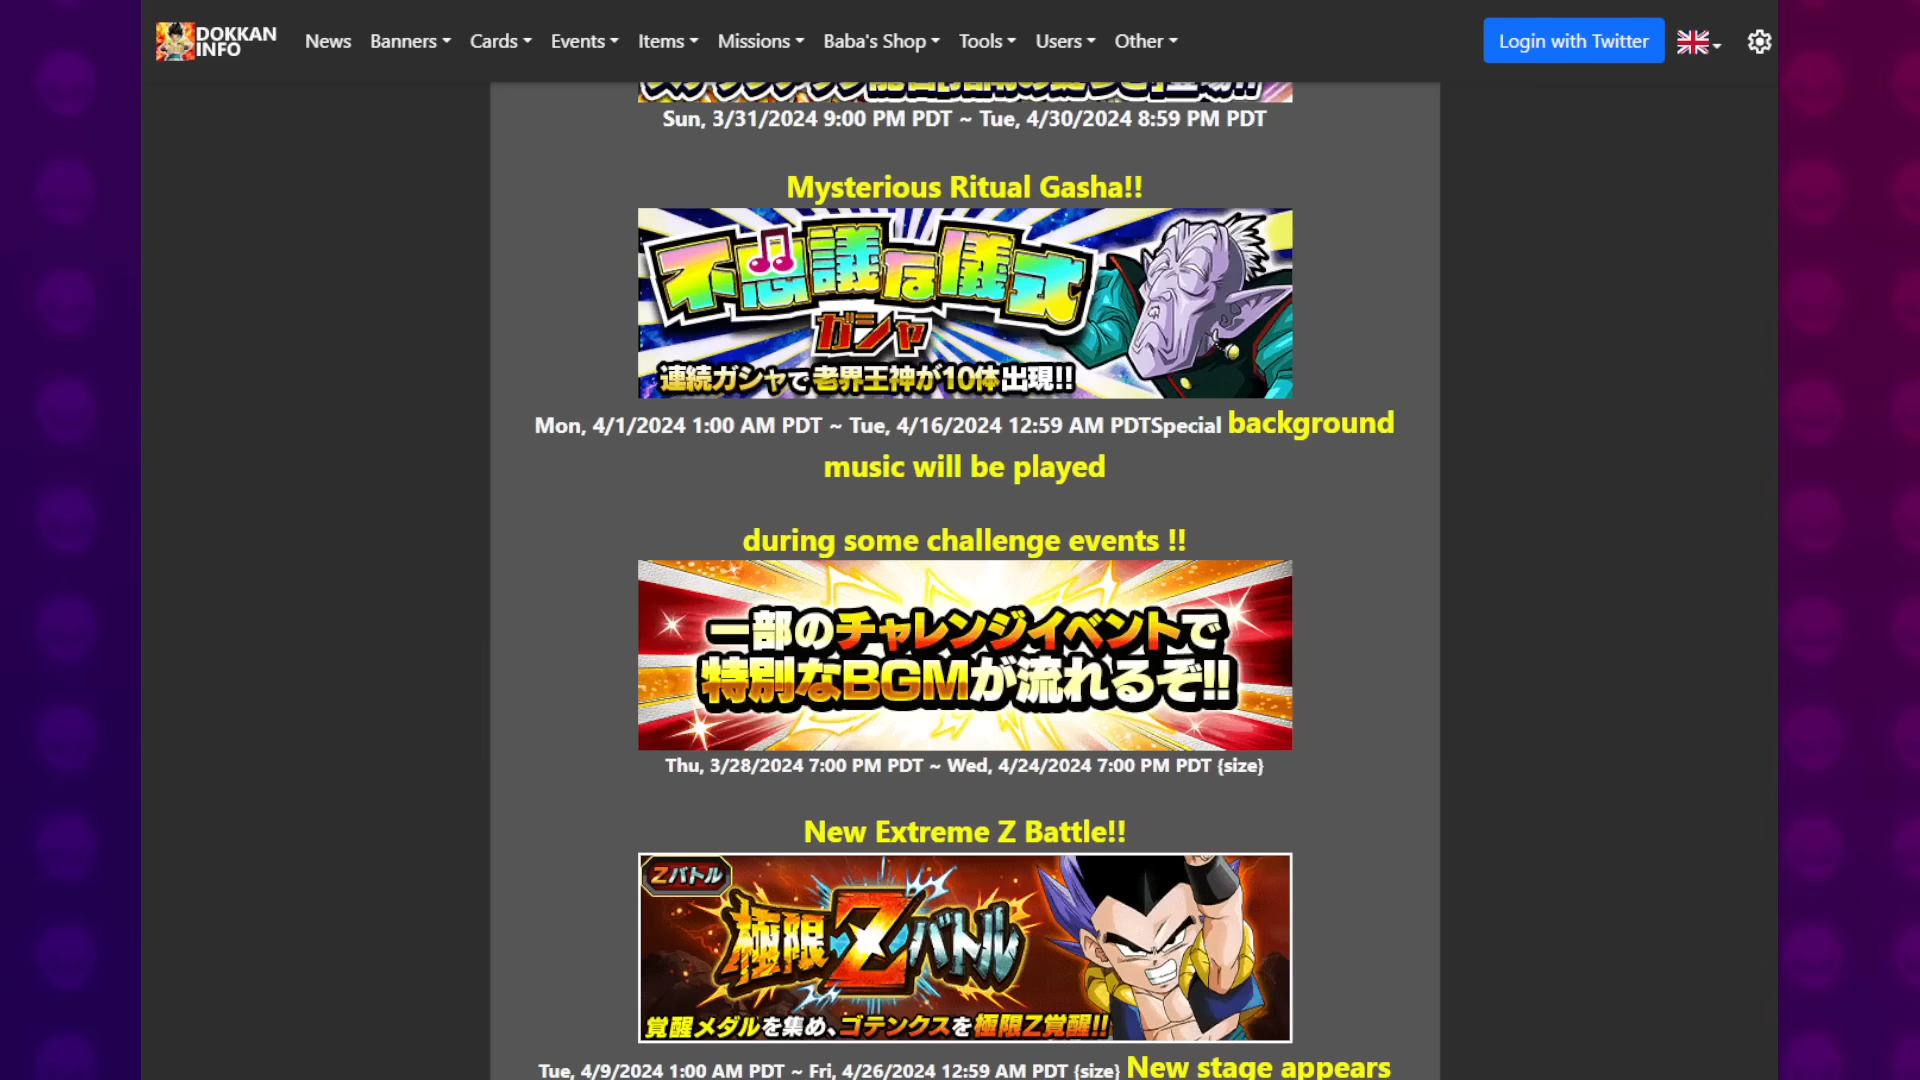 DOKKAN INFO
News Banners Cards Events Items Missions Baba's Shop Tools Users Other Login with Twitter
Sun, 3/31/2024 9:00 PM PDT ~ Tue, 4/30/2024 8:59 PM PDT
Mysterious Ritual Gasha!!
不思議な儀式
ガシャ
連続ガシャで老界王神が10体出現!!
Mon, 4/1/2024 1:00 AM PDT ~ Tue, 4/16/2024 12:59 AM PDTSpecial background
music will be played
during some challenge events !!
一部のチャレンジイベントで
特別なBGMが流れるぞ!!
Thu, 3/28/2024 7:00 PM PDT ~ Wed, 4/24/2024 7:00 PM PDT {size}
New Extreme Z Battle!!
Zバトル
極限Zバトル
覚醒メダルを集め、ゴテンクスを極限Z覚醒!!
Tue, 4/9/2024 1:00 AM PDT ~ Fri, 4/26/2024 12:59 AM PDT {size} New stage appears